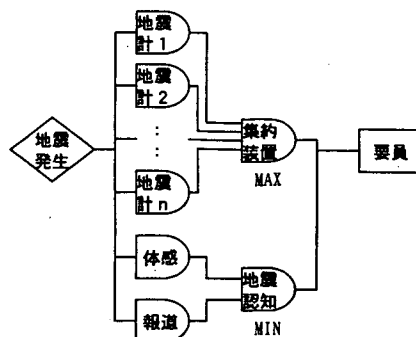 地震
計1
地震
計2
地震
発生
⋮
地震
計n
集約
装置
MAX
要員
体感
報道
地震
認知
MIN